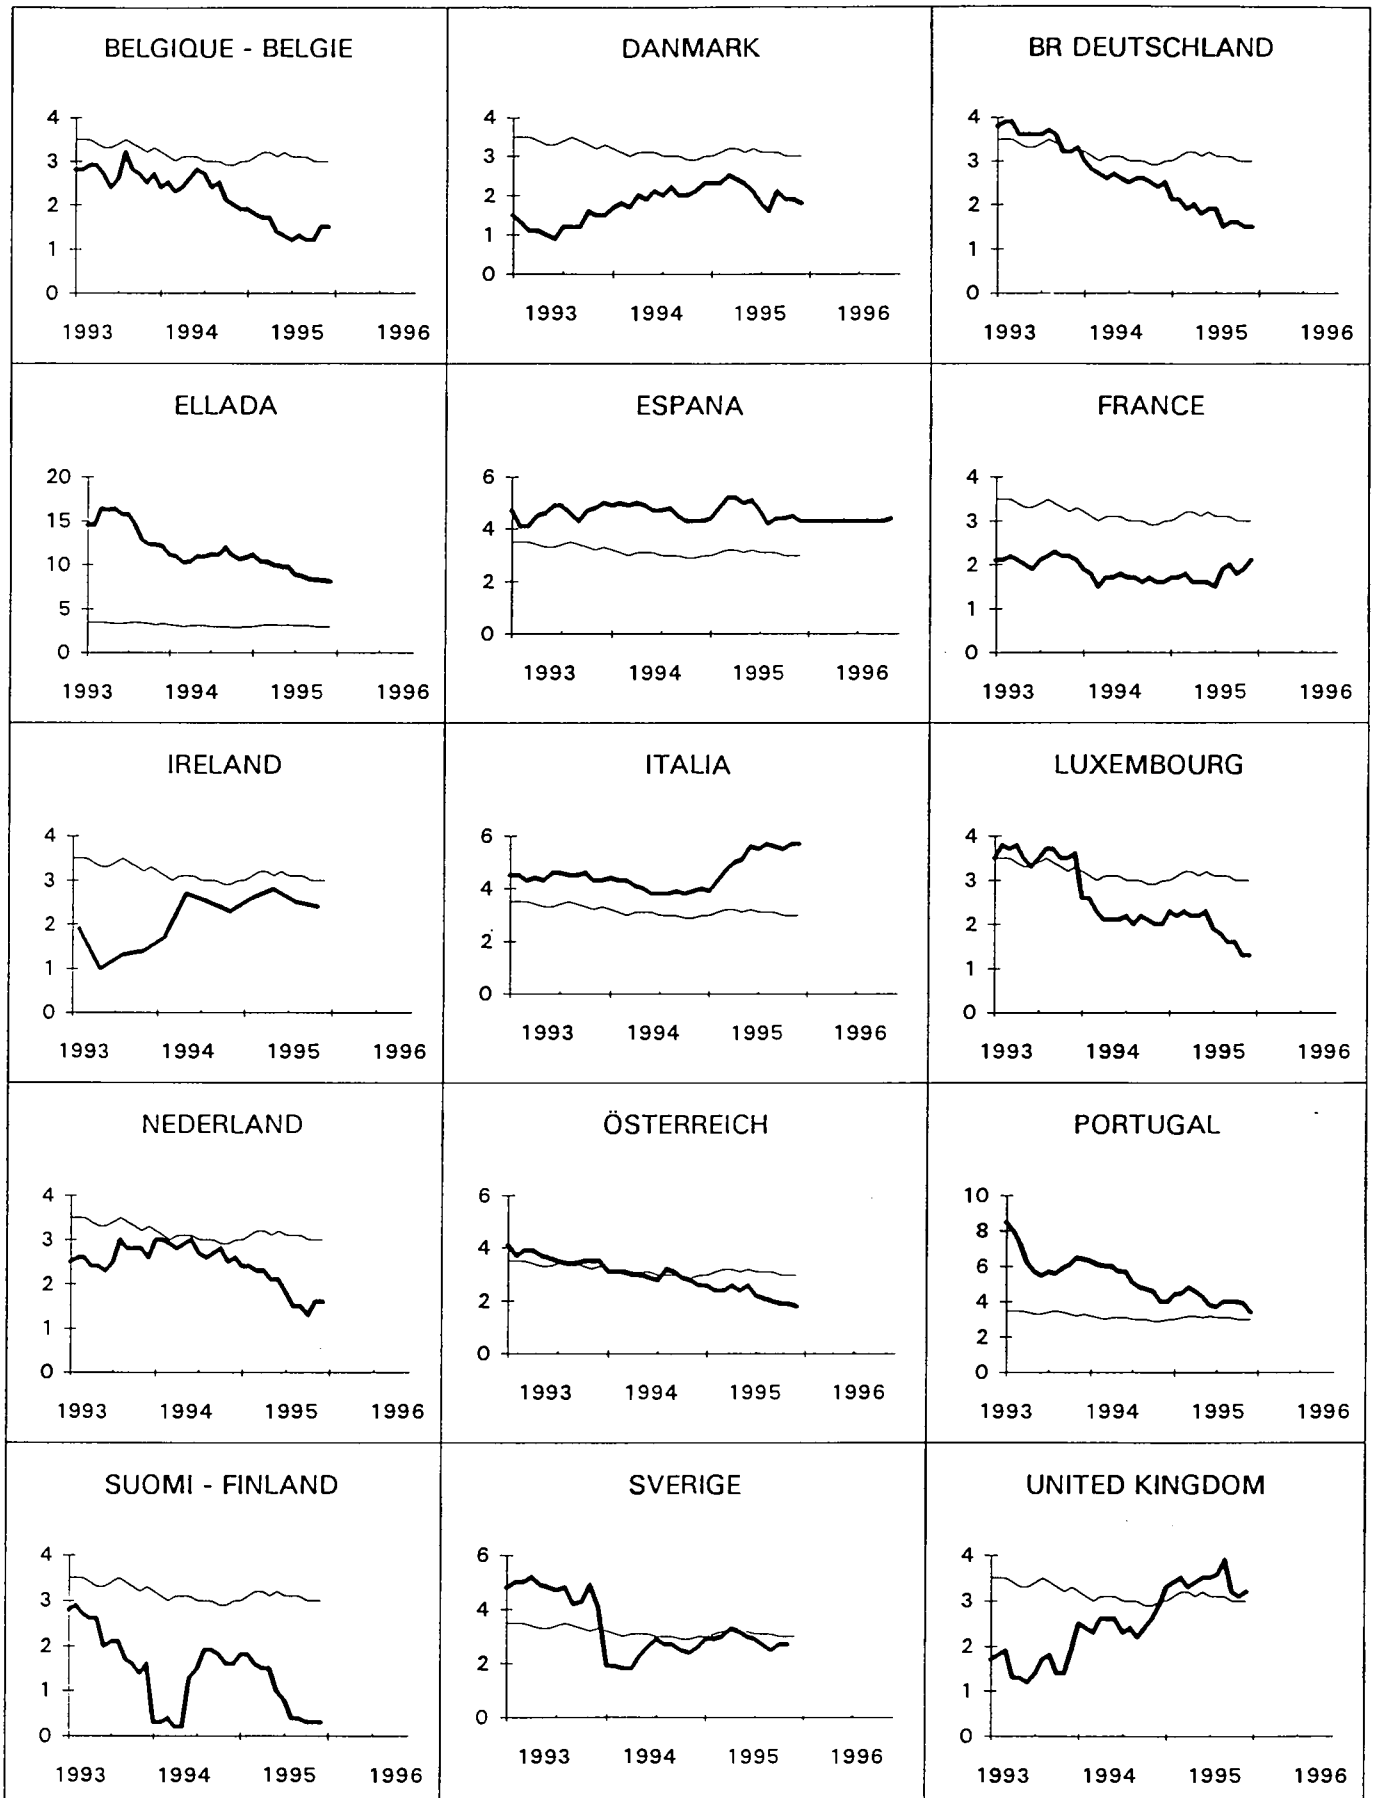 BELGIQUE - BELGIE
4
3
2
1
0
1993 1994 1995 1996
DANMARK
4
3
2
1
0
1993 1994 1995 1996
BR DEUTSCHLAND
4
3
2
1
0
1993 1994 1995 1996
ELLADA
20
15
10
5
0
1993 1994 1995 1996
ESPANA
6
4
2
0
1993 1994 1995 1996
FRANCE
4
3
2
1
0
1993 1994 1995 1996
IRELAND
4
3
2
1
0
1993 1994 1995 1996
ITALIA
6
4
2
0
1993 1994 1995 1996
LUXEMBOURG
4
3
2
1
0
1993 1994 1995 1996
NEDERLAND
4
3
2
1
0
1993 1994 1995 1996
ÖSTERREICH
6
4
2
0
1993 1994 1995 1996
PORTUGAL
10
8
6
4
2
0
1993 1994 1995 1996
SUOMI - FINLAND
4
3
2
1
0
1993 1994 1995 1996
SVERIGE
6
4
2
0
1993 1994 1995 1996
UNITED KINGDOM
4
3
2
1
0
1993 1994 1995 1996